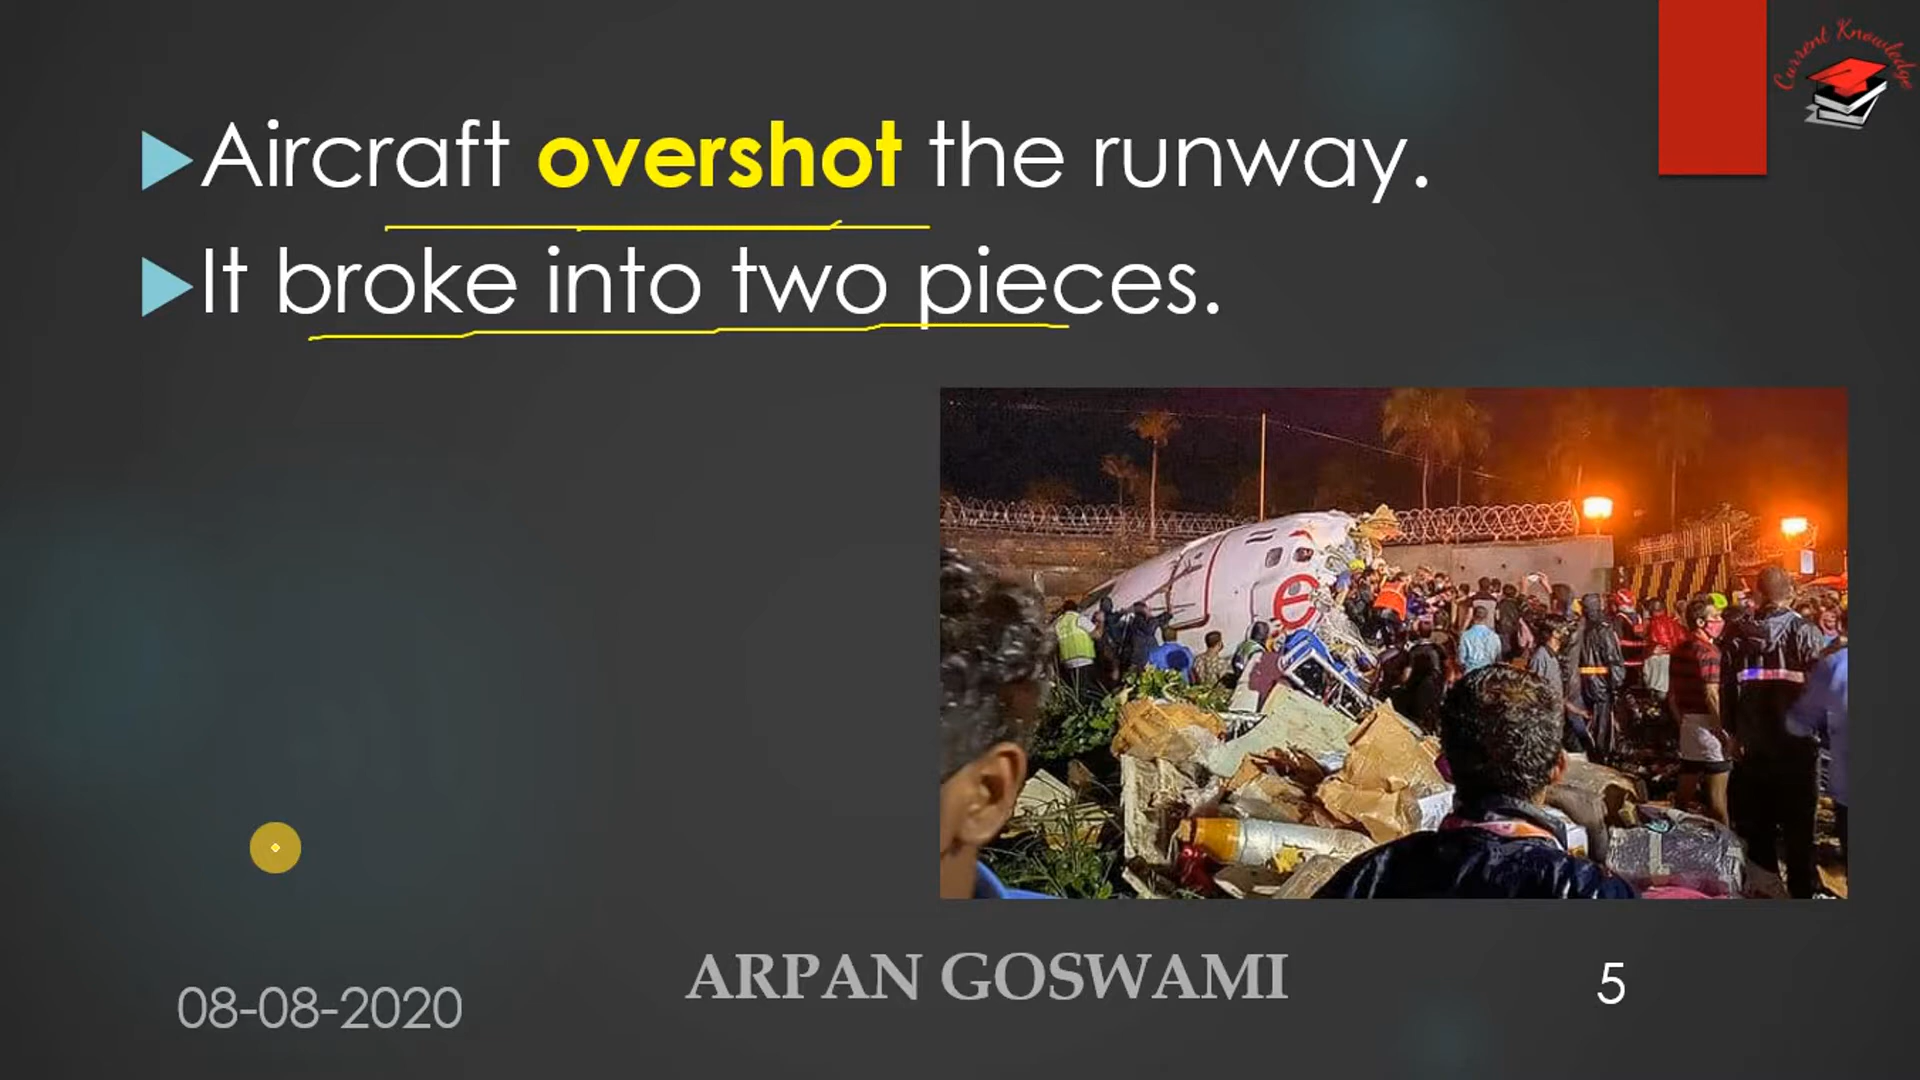 Current Knowledge
Aircraft overshot the runway.
It broke into two pieces.
e
08-08-2020
ARPAN GOSWAMI
5